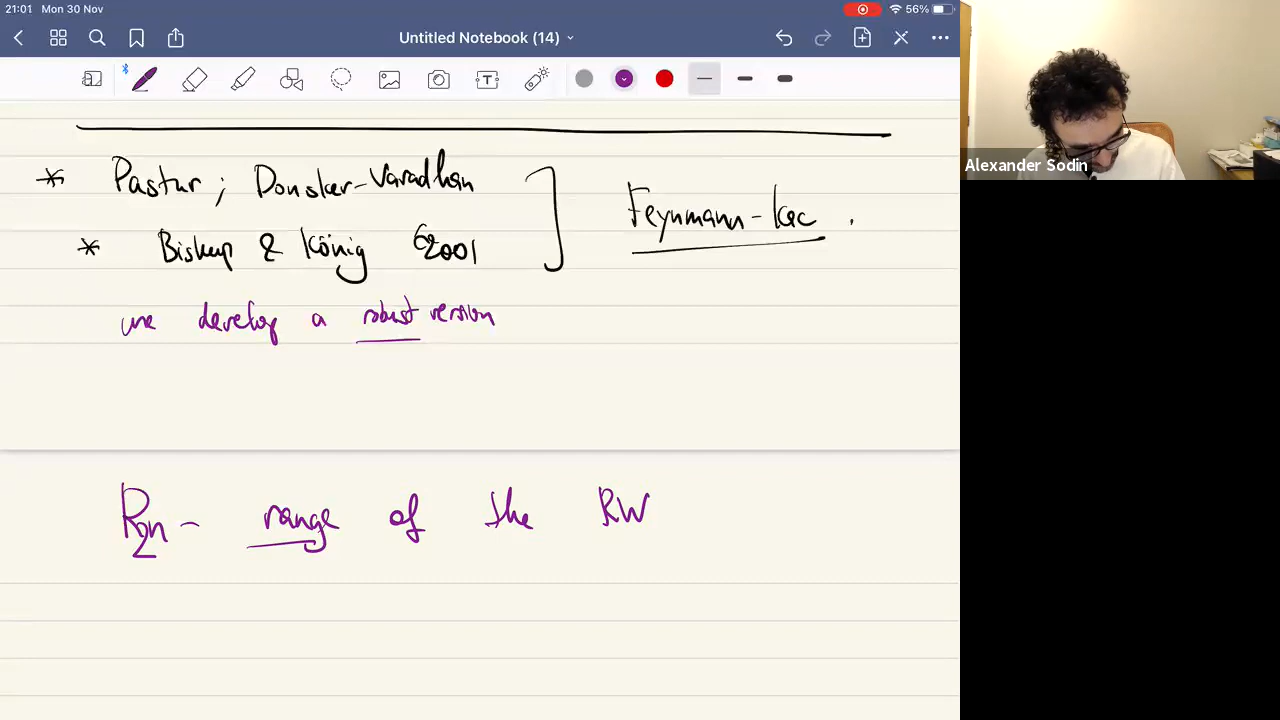 21:01 Mon 30 Nov
56%
Untitled Notebook (14)
Alexander Sodin
* Pastur; Donsker-Varadhan
Feynmann-Kac.
* Biskup & König 2001
we develop a robust version
R2n - range of the RW